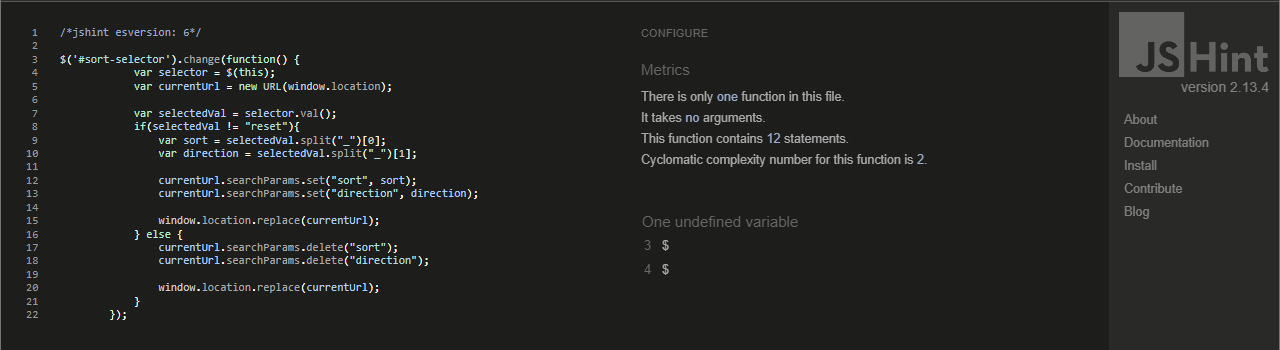 1 /*jshint esversion: 6*/
2
3 $('#sort-selector').change(function() {
4 var selector = $(this);
5 var currentUrl = new URL(window.location);
6
7 var selectedVal = selector.val();
8 if(selectedVal != "reset"){
9 var sort = selectedVal.split("_")[0];
10 var direction = selectedVal.split("_")[1];
11
12 currentUrl.searchParams.set("sort", sort);
13 currentUrl.searchParams.set("direction", direction);
14
15 window.location.replace(currentUrl);
16 } else {
17 currentUrl.searchParams.delete("sort");
18 currentUrl.searchParams.delete("direction");
19
20 window.location.replace(currentUrl);
21 }
22 });
CONFIGURE
Metrics
There is only one function in this file.
It takes no arguments.
This function contains 12 statements.
Cyclomatic complexity number for this function is 2.
One undefined variable
3 $
4 $
JSHint
version 2.13.4
About
Documentation
Install
Contribute
Blog